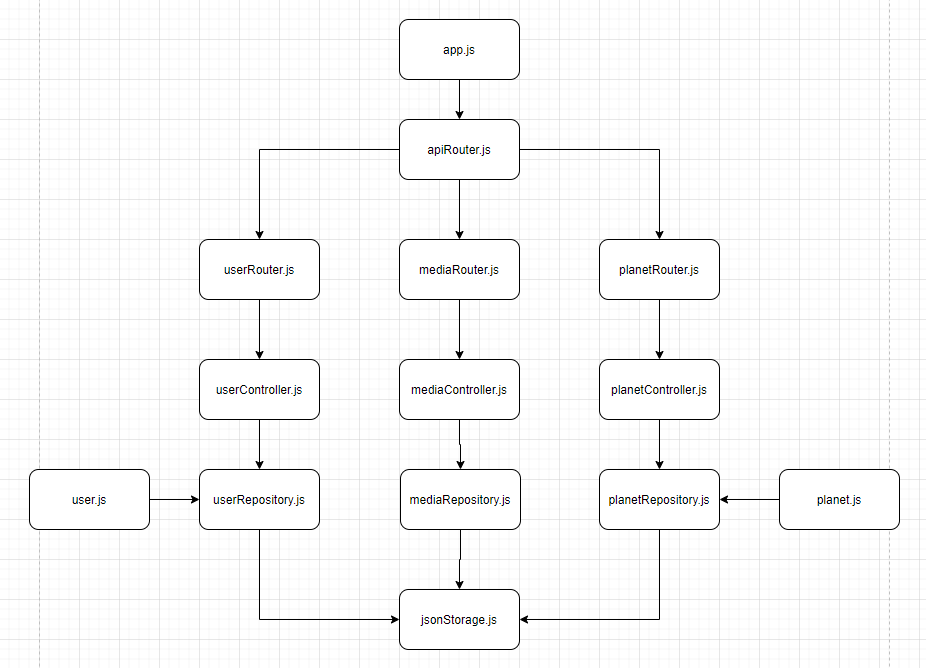 app.js
apiRouter.js
userRouter.js
mediaRouter.js
planetRouter.js
userController.js
mediaController.js
planetController.js
user.js
userRepository.js
mediaRepository.js
planetRepository.js
planet.js
jsonStorage.js